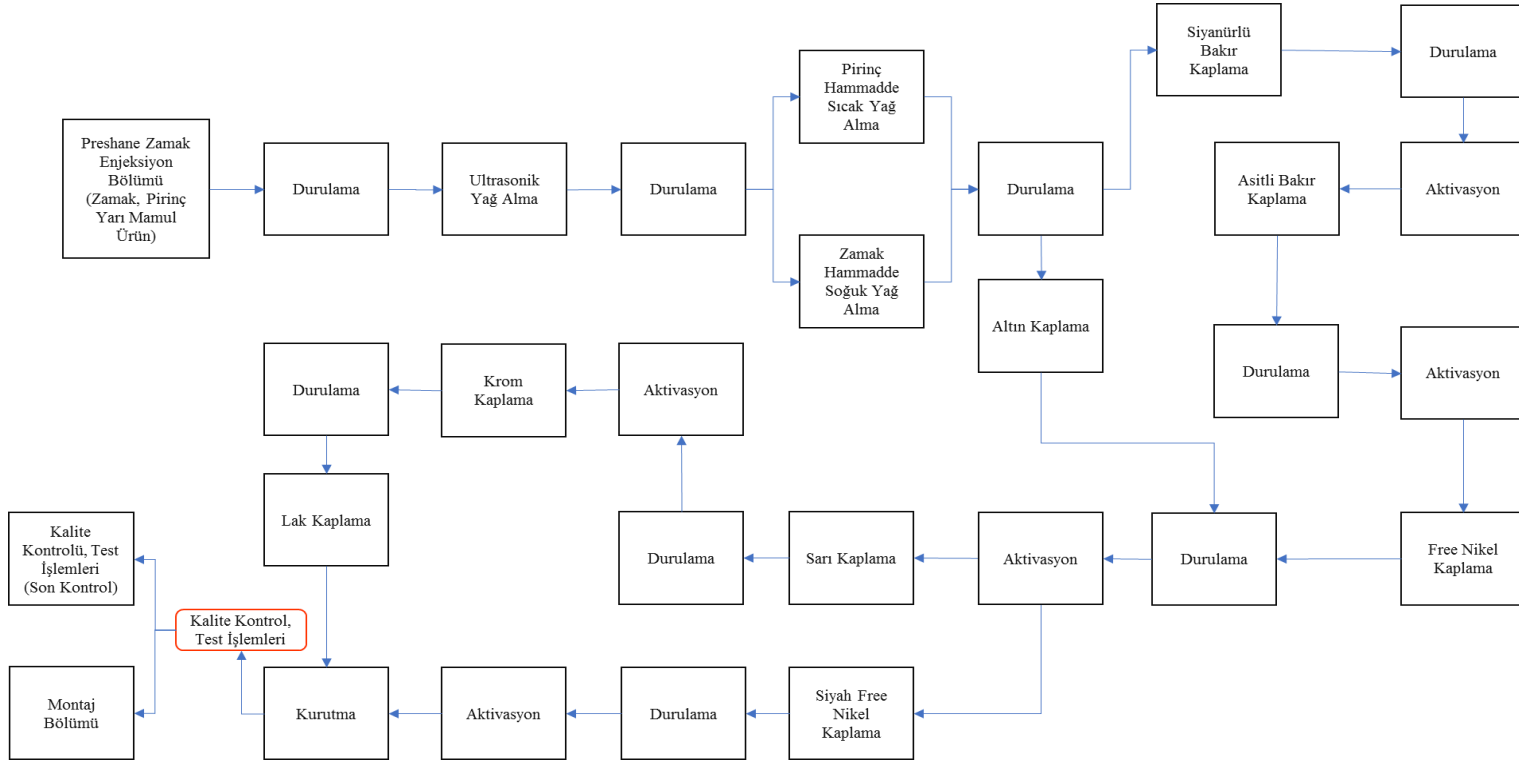 Preshane Zamak
Enjeksiyon
Bölümü
(Zamak, Pirinç
Yarı Mamul
Ürün)
Durulama
Ultrasonik
Yağ Alma
Durulama
Pirinç
Hammadde
Sıcak Yağ
Alma
Zamak
Hammadde
Soğuk Yağ
Alma
Durulama
Siyanürlü
Bakır
Kaplama
Durulama
Aktivasyon
Asitli Bakır
Kaplama
Durulama
Aktivasyon
Free Nikel
Kaplama
Altın Kaplama
Durulama
Aktivasyon
Sarı Kaplama
Durulama
Aktivasyon
Krom
Kaplama
Durulama
Lak Kaplama
Siyah Free
Nikel
Kaplama
Durulama
Aktivasyon
Kurutma
Kalite Kontrol,
Test İşlemleri
Kalite
Kontrolü, Test
İşlemleri
(Son Kontrol)
Montaj
Bölümü